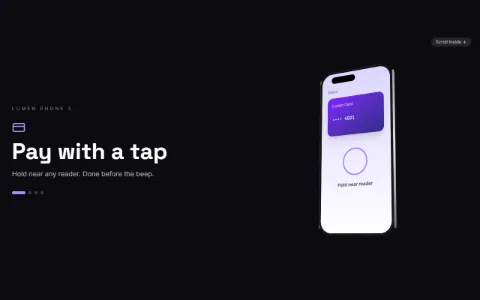 LUMEN PHONE 5
Pay with a tap
Hold near any reader. Done before the beep.
Scroll inside ↓
Lumen Card
Hold near reader